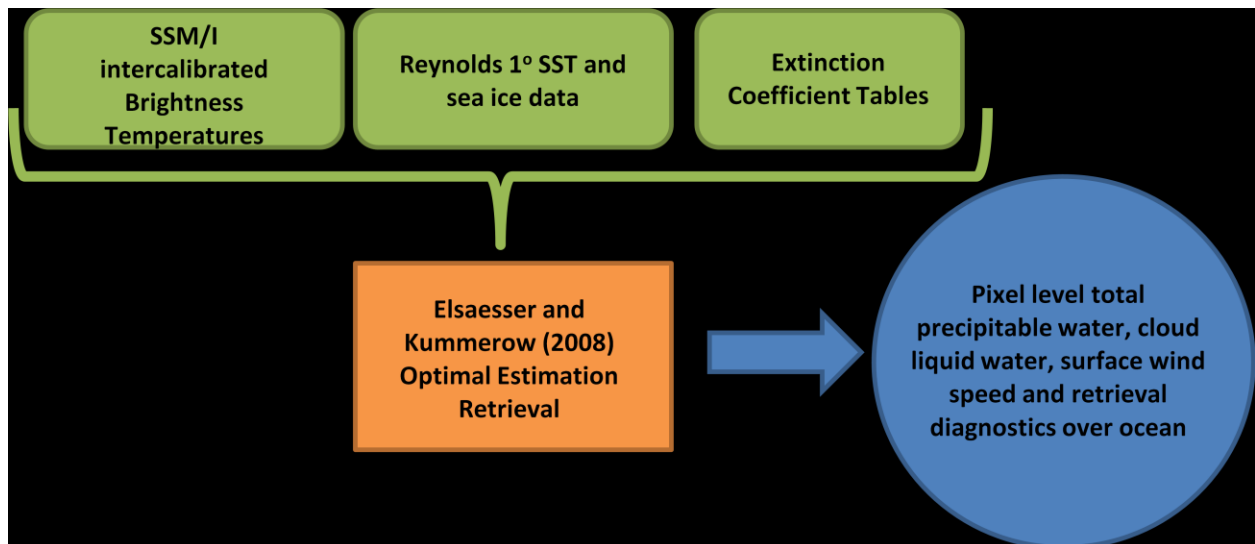 SSM/I
intercalibrated
Brightness
Temperatures
Reynolds 1º SST and
sea ice data
Extinction
Coefficient Tables
Elsaesser and
Kummerow (2008)
Optimal Estimation
Retrieval
Pixel level total
precipitable water, cloud
liquid water, surface wind
speed and retrieval
diagnostics over ocean